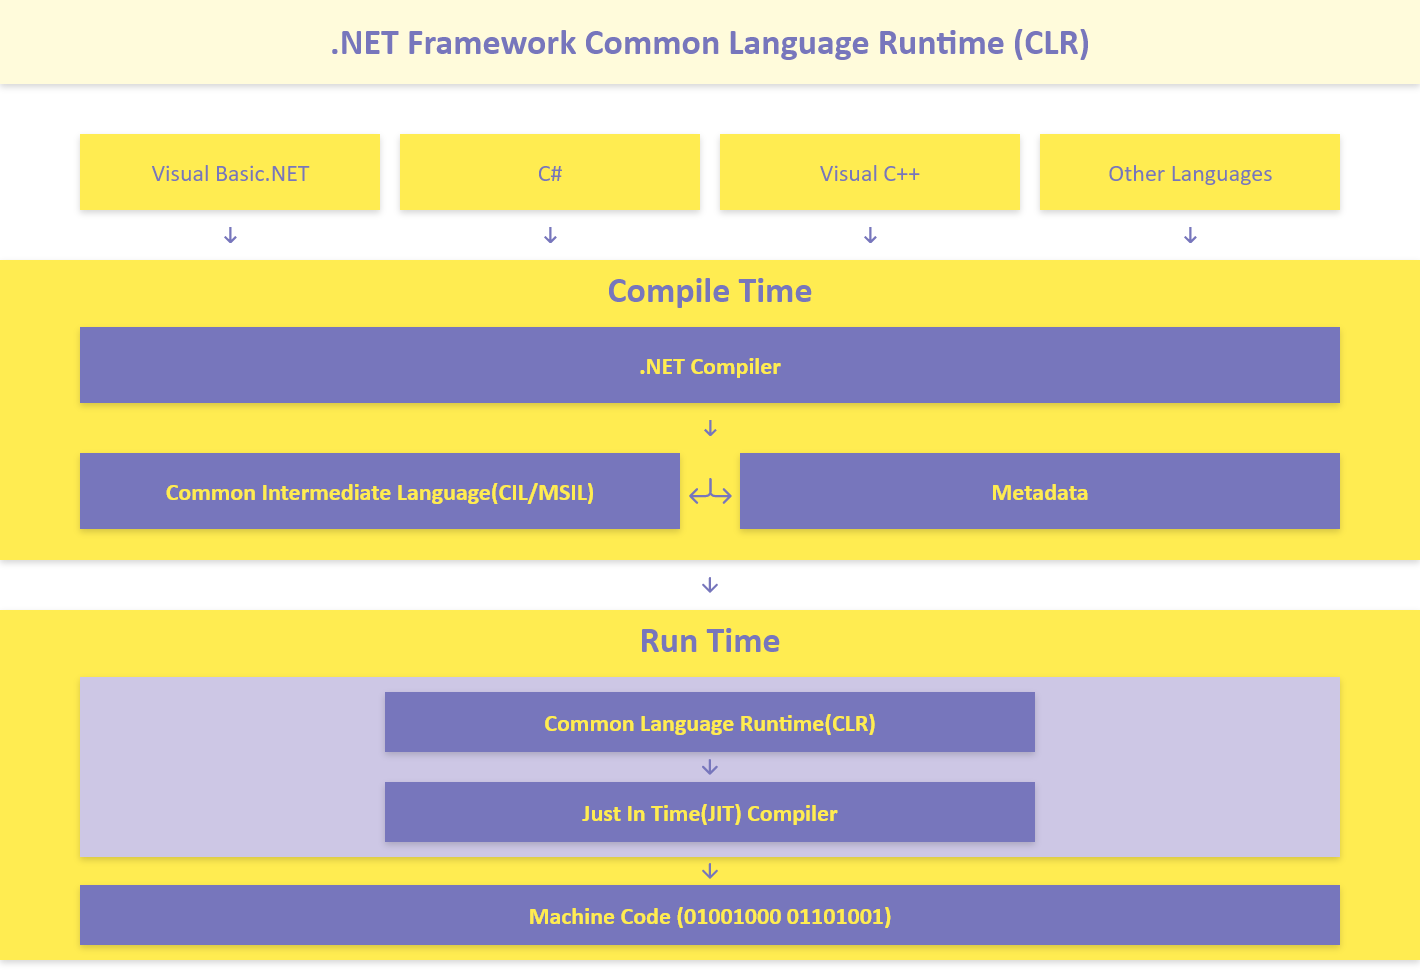 .NET Framework Common Language Runtime (CLR)
Visual Basic.NET
C#
Visual C++
Other Languages
Compile Time
.NET Compiler
Common Intermediate Language(CIL/MSIL)
Metadata
Run Time
Common Language Runtime(CLR)
Just In Time(JIT) Compiler
Machine Code (01001000 01101001)